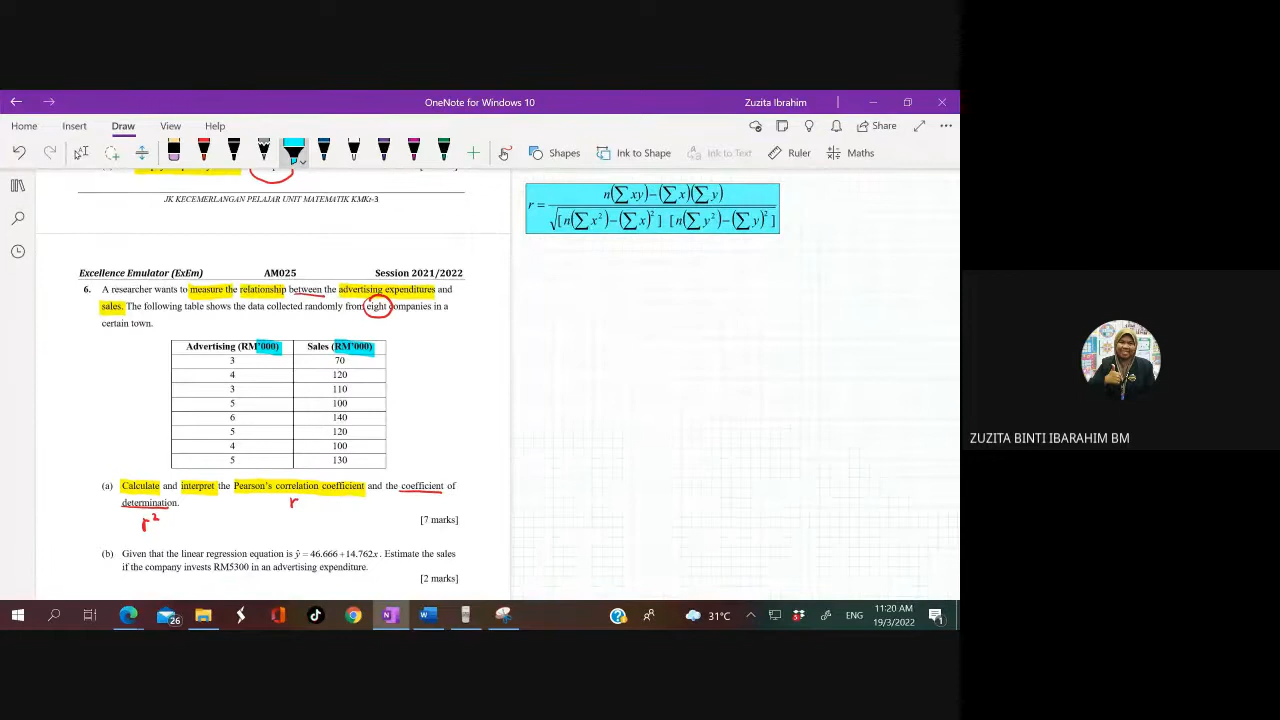 OneNote for Windows 10
Zuzita Ibrahim
Home Insert Draw View Help
Share
Shapes Ink to Shape Ink to Text Ruler Maths
JK KECEMERLANGAN PELAJAR UNIT MATEMATIK KMKt-3
r = n(∑xy)−(∑x)(∑y) / √[n(∑x²)−(∑x)²] [n(∑y²)−(∑y)²]
Excellence Emulator (ExEm) AM025 Session 2021/2022
6. A researcher wants to measure the relationship between the advertising expenditures and
sales. The following table shows the data collected randomly from eight companies in a
certain town.
Advertising (RM'000) Sales (RM'000)
3 70
4 120
3 110
5 100
6 140
5 120
4 100
5 130
(a) Calculate and interpret the Pearson's correlation coefficient and the coefficient of
determination.
r
r²
[7 marks]
(b) Given that the linear regression equation is ŷ = 46.666+14.762x. Estimate the sales
if the company invests RM5300 in an advertising expenditure.
[2 marks]
ZUZITA BINTI IBARAHIM BM
26
31°C
ENG
11:20 AM
19/3/2022
1